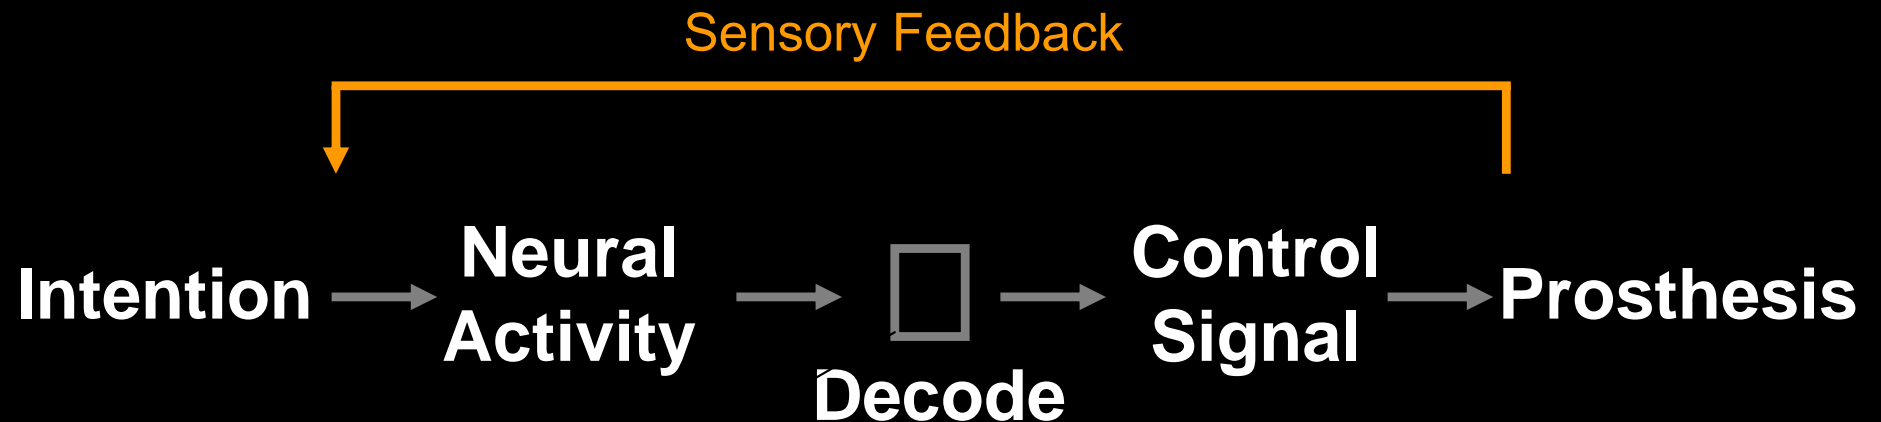 Sensory Feedback
Intention
Neural
Activity
Decode
Control
Signal
Prosthesis